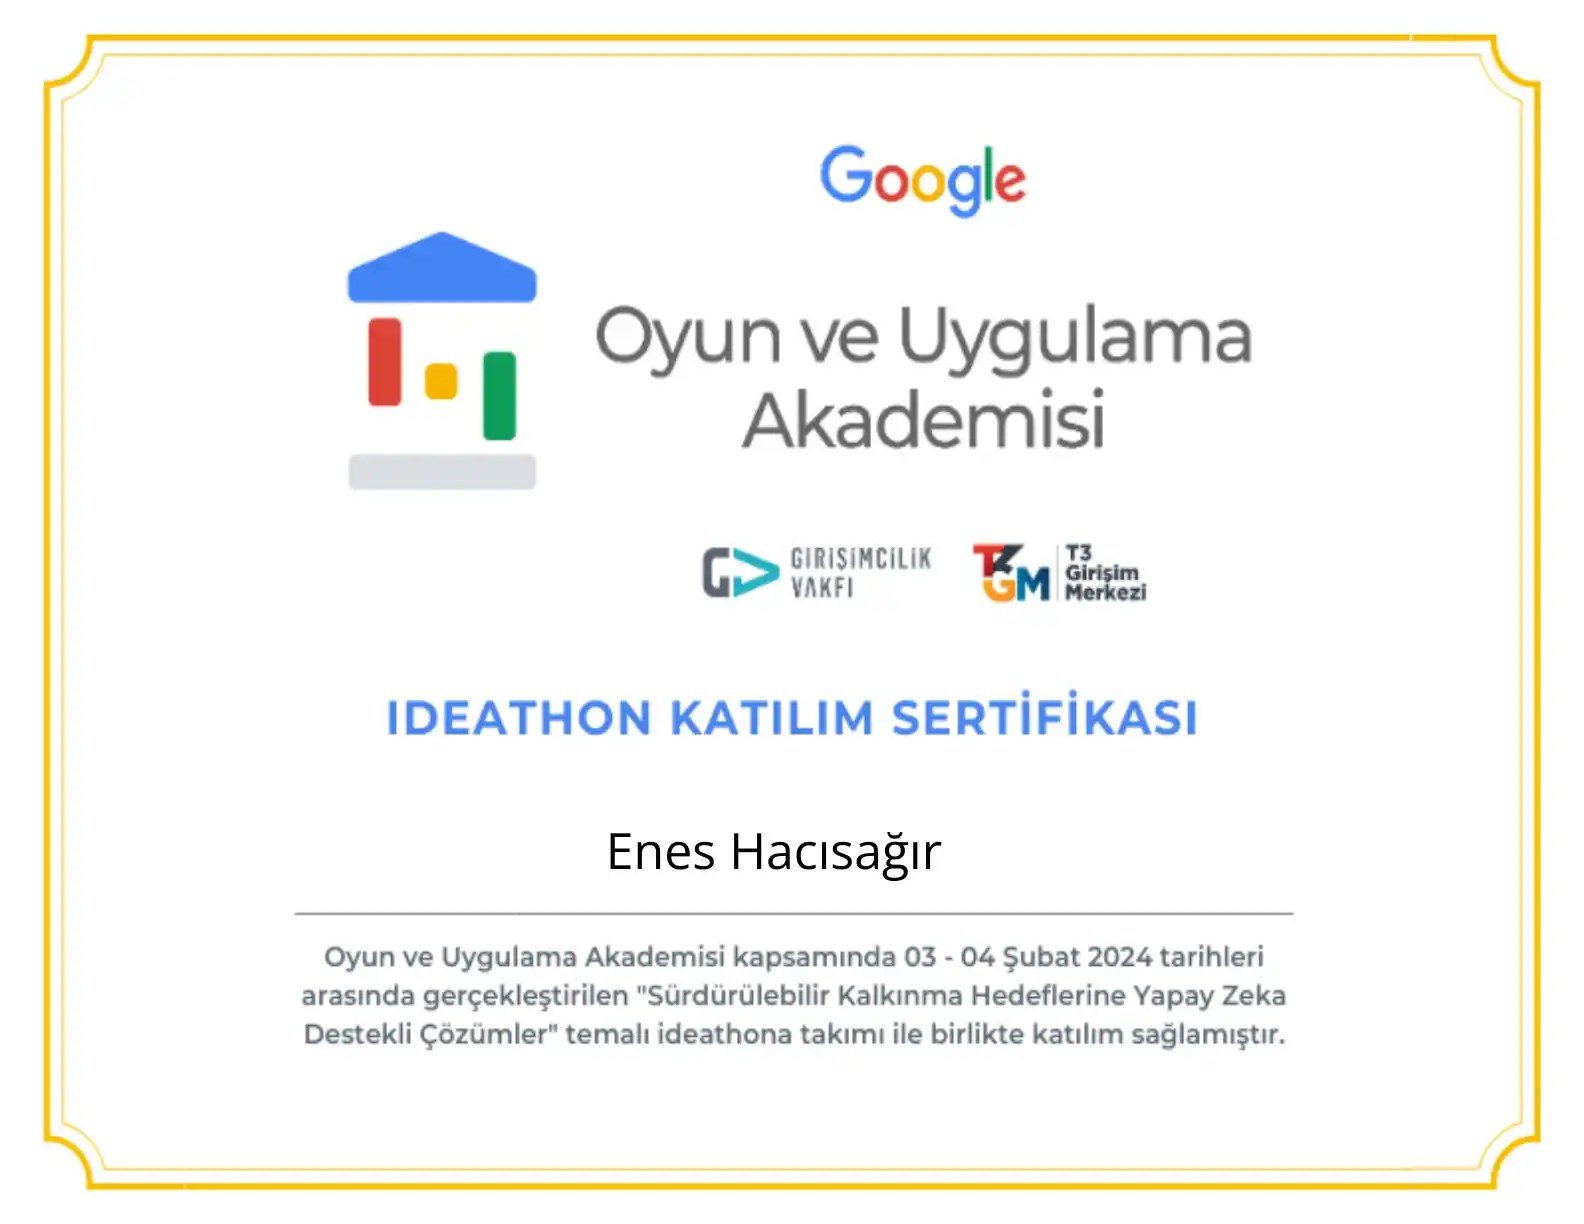 Google
Oyun ve Uygulama
Akademisi
GİRİŞİMCİLİK
VAKFI
T3GM
T3
Girişim
Merkezi
IDEATHON KATILIM SERTİFİKASI
Enes Hacısağır
Oyun ve Uygulama Akademisi kapsamında 03 - 04 Şubat 2024 tarihleri
arasında gerçekleştirilen "Sürdürülebilir Kalkınma Hedeflerine Yapay Zeka
Destekli Çözümler" temalı ideathona takımı ile birlikte katılım sağlamıştır.